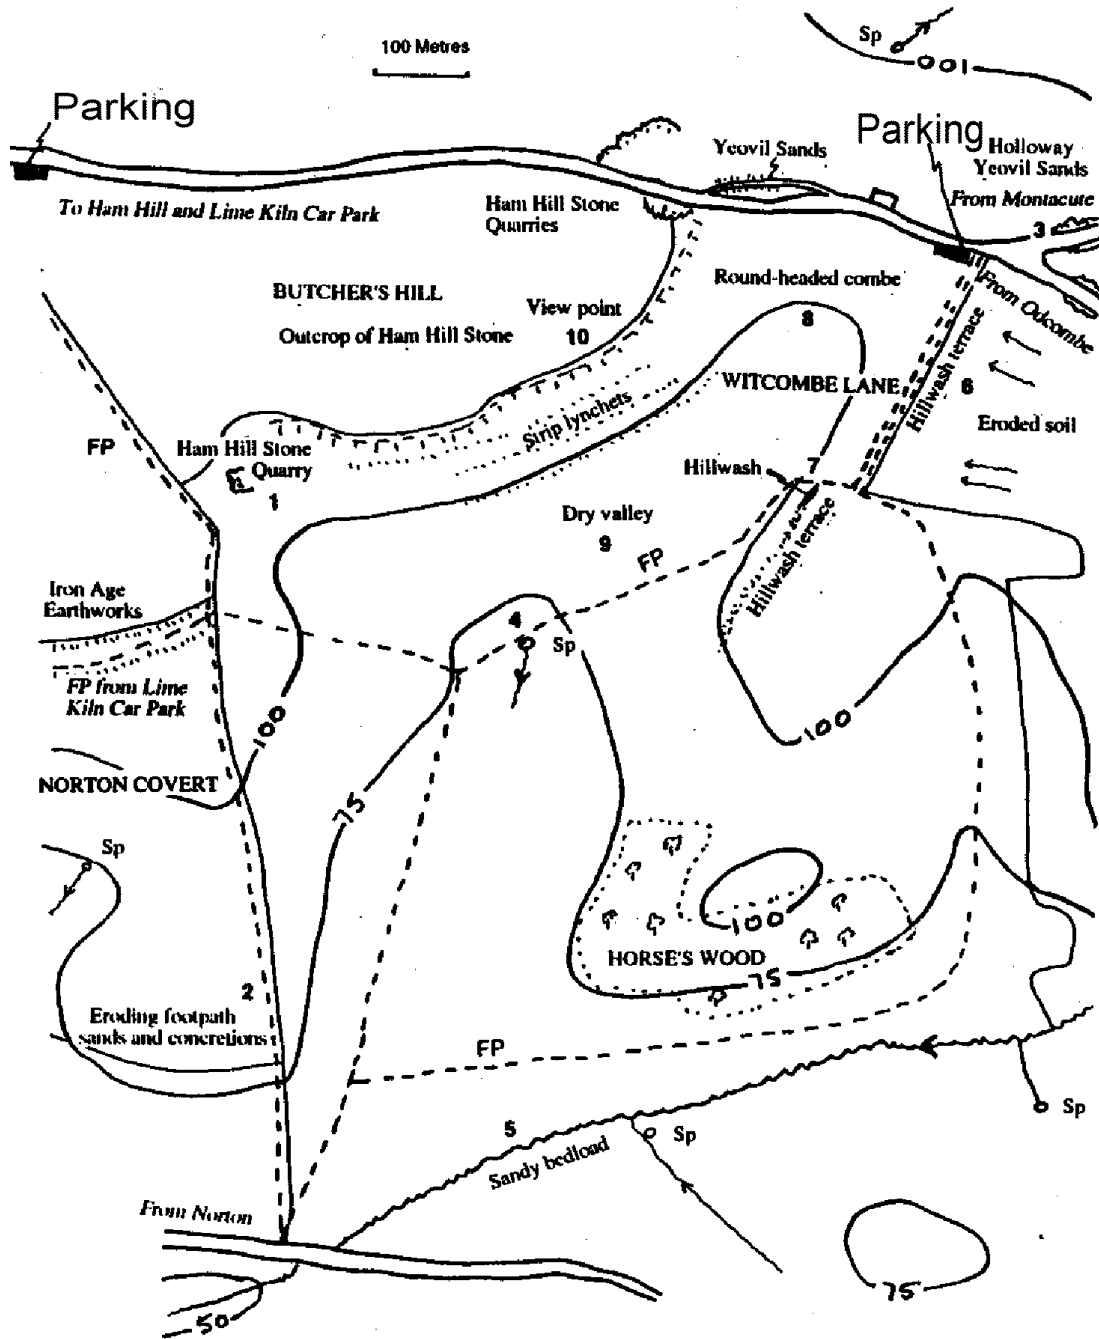 Sp
100 Metres
100
Parking
Parking
Yeovil Sands
Holloway
Yeovil Sands
From Montacute
To Ham Hill and Lime Kiln Car Park
Ham Hill Stone
Quarries
3
Round-headed combe
From Odcombe
BUTCHER'S HILL
View point
10
8
Outcrop of Ham Hill Stone
WITCOMBE LANE
Hillwash terrace
6
Strip lynchets
Eroded soil
FP
Ham Hill Stone
Quarry
1
7
Hillwash
Dry valley
9
FP
Hillwash terrace
Iron Age
Earthworks
4
Sp
FP from Lime
Kiln Car Park
100
100
NORTON COVERT
75
Sp
100
HORSE'S WOOD
75
2
Eroding footpath
sands and concretions
FP
5
Sp
Sp
Sandy bedload
From Norton
75
50